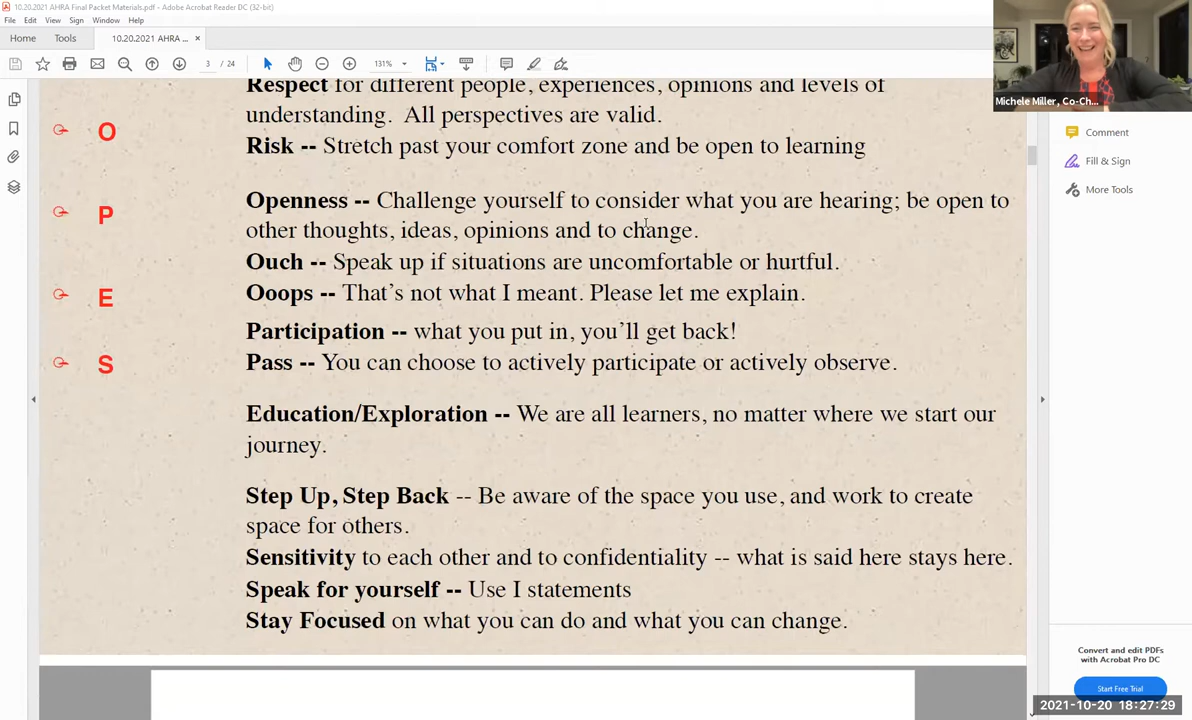 10.20.2021 AHRA Final Packet Materials.pdf - Adobe Acrobat Reader DC (32-bit)
File Edit View Sign Window Help
Home Tools 10.20.2021 AHRA ... ×
3 / 24 131%
Michele Miller, Co-Ch...
Respect for different people, experiences, opinions and levels of
understanding. All perspectives are valid.
O
Risk -- Stretch past your comfort zone and be open to learning
Openness -- Challenge yourself to consider what you are hearing; be open to
P
other thoughts, ideas, opinions and to change.
Ouch -- Speak up if situations are uncomfortable or hurtful.
E
Ooops -- That's not what I meant. Please let me explain.
Participation -- what you put in, you'll get back!
S
Pass -- You can choose to actively participate or actively observe.
Education/Exploration -- We are all learners, no matter where we start our
journey.
Step Up, Step Back -- Be aware of the space you use, and work to create
space for others.
Sensitivity to each other and to confidentiality -- what is said here stays here.
Speak for yourself -- Use I statements
Stay Focused on what you can do and what you can change.
Comment
Fill & Sign
More Tools
Convert and edit PDFs
with Acrobat Pro DC
Start Free Trial
2021-10-20 18:27:29